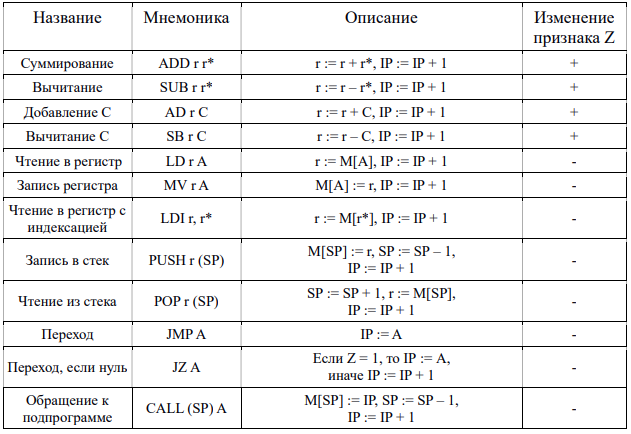 Название Мнемоника Описание Изменение
признака Z
Суммирование ADD r r* r := r + r*, IP := IP + 1 +
Вычитание SUB r r* r := r – r*, IP := IP + 1 +
Добавление С AD r C r := r + C, IP := IP + 1 +
Вычитание С SB r C r := r – C, IP := IP + 1 +
Чтение в регистр LD r A r := M[A], IP := IP + 1 -
Запись регистра MV r A M[A] := r, IP := IP + 1 -
Чтение в регистр с
индексацией LDI r, r* r := M[r*], IP := IP + 1 -
Запись в стек PUSH r (SP) M[SP] := r, SP := SP – 1,
IP := IP + 1 -
Чтение из стека POP r (SP) SP := SP + 1, r := M[SP],
IP := IP + 1 -
Переход JMP A IP := A -
Переход, если нуль JZ A Если Z = 1, то IP := A,
иначе IP := IP + 1 -
Обращение к
подпрограмме CALL (SP) A M[SP] := IP, SP := SP – 1,
IP := IP + 1 -